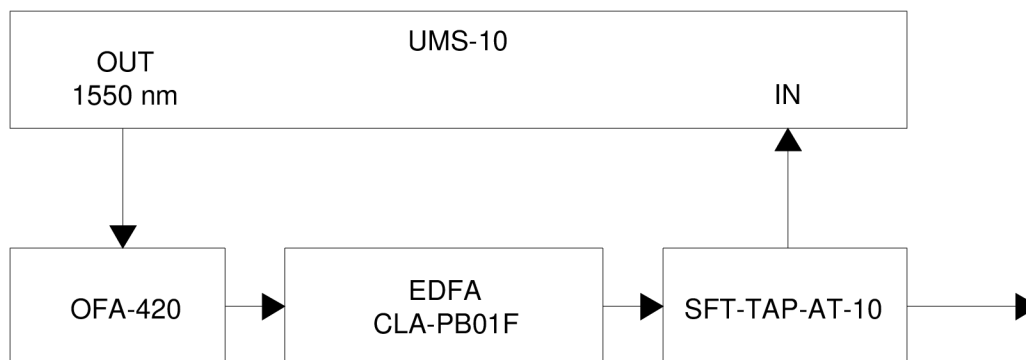 UMS-10
OUT
1550 nm
IN
OFA-420
EDFA
CLA-PB01F
SFT-TAP-AT-10